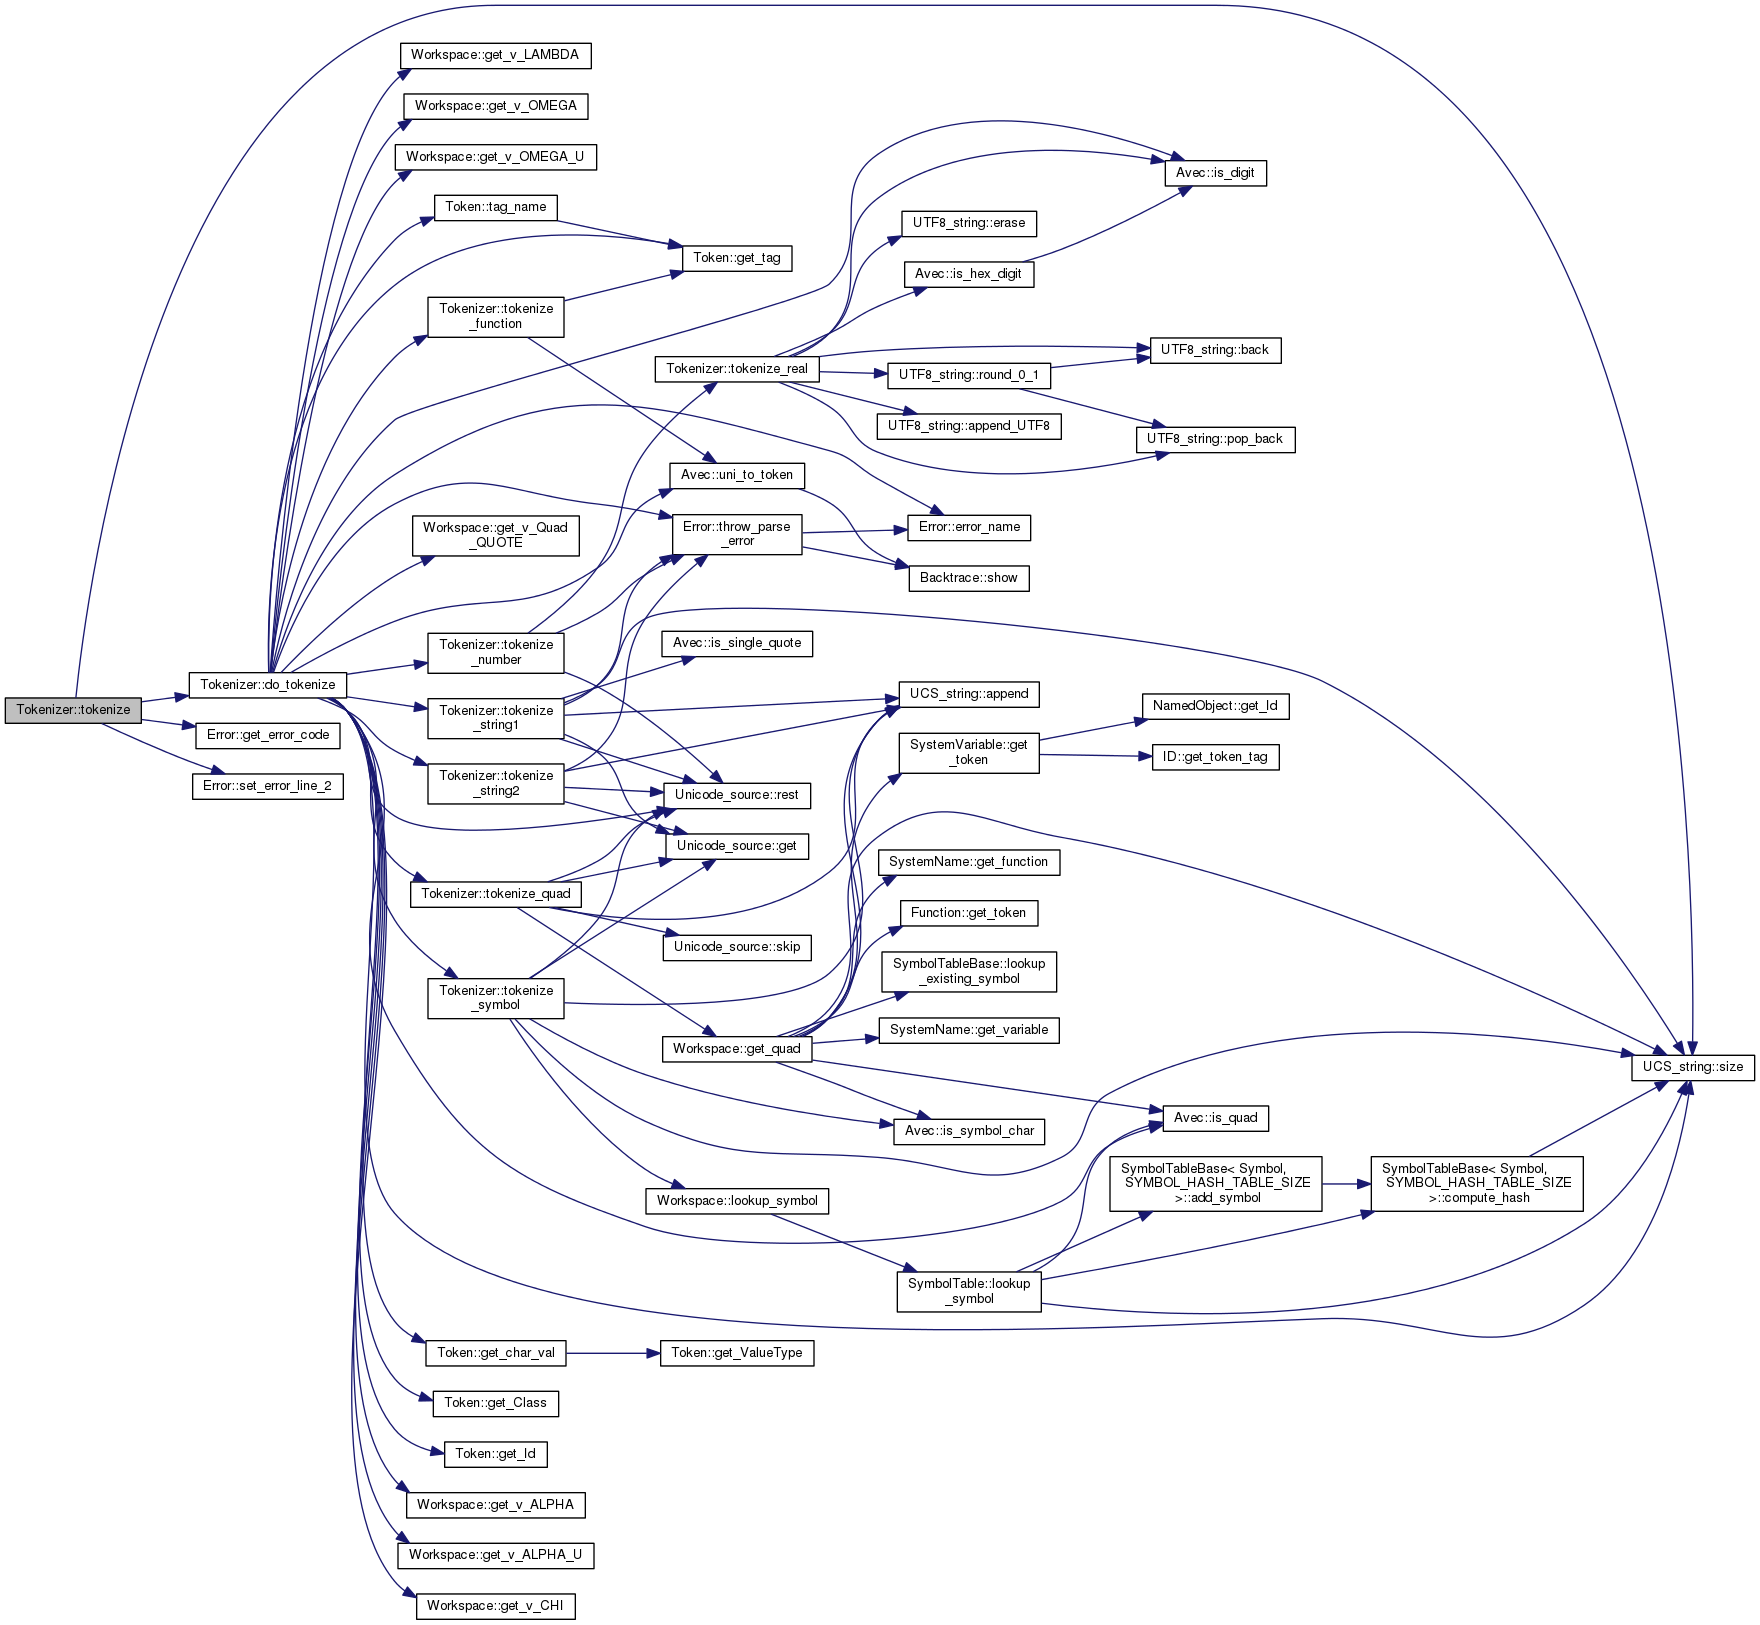 Workspace::get_v_LAMBDA
Workspace::get_v_OMEGA
Workspace::get_v_OMEGA_U
Token::tag_name
Token::get_tag
Tokenizer::tokenize
_function
Avec::is_digit
UTF8_string::erase
Avec::is_hex_digit
UTF8_string::back
Tokenizer::tokenize_real
UTF8_string::round_0_1
UTF8_string::append_UTF8
UTF8_string::pop_back
Avec::uni_to_token
Workspace::get_v_Quad
_QUOTE
Error::throw_parse
_error
Error::error_name
Backtrace::show
Tokenizer::tokenize
_number
Avec::is_single_quote
Tokenizer::do_tokenize
Tokenizer::tokenize
Error::get_error_code
Error::set_error_line_2
Tokenizer::tokenize
_string1
Tokenizer::tokenize
_string2
UCS_string::append
NamedObject::get_Id
SystemVariable::get
_token
ID::get_token_tag
Unicode_source::rest
Unicode_source::get
SystemName::get_function
Tokenizer::tokenize_quad
Function::get_token
Unicode_source::skip
SymbolTableBase::lookup
_existing_symbol
Tokenizer::tokenize
_symbol
SystemName::get_variable
Workspace::get_quad
UCS_string::size
Avec::is_quad
Avec::is_symbol_char
SymbolTableBase< Symbol,
SYMBOL_HASH_TABLE_SIZE
>::add_symbol
SymbolTableBase< Symbol,
SYMBOL_HASH_TABLE_SIZE
>::compute_hash
Workspace::lookup_symbol
SymbolTable::lookup
_symbol
Token::get_char_val
Token::get_ValueType
Token::get_Class
Token::get_Id
Workspace::get_v_ALPHA
Workspace::get_v_ALPHA_U
Workspace::get_v_CHI